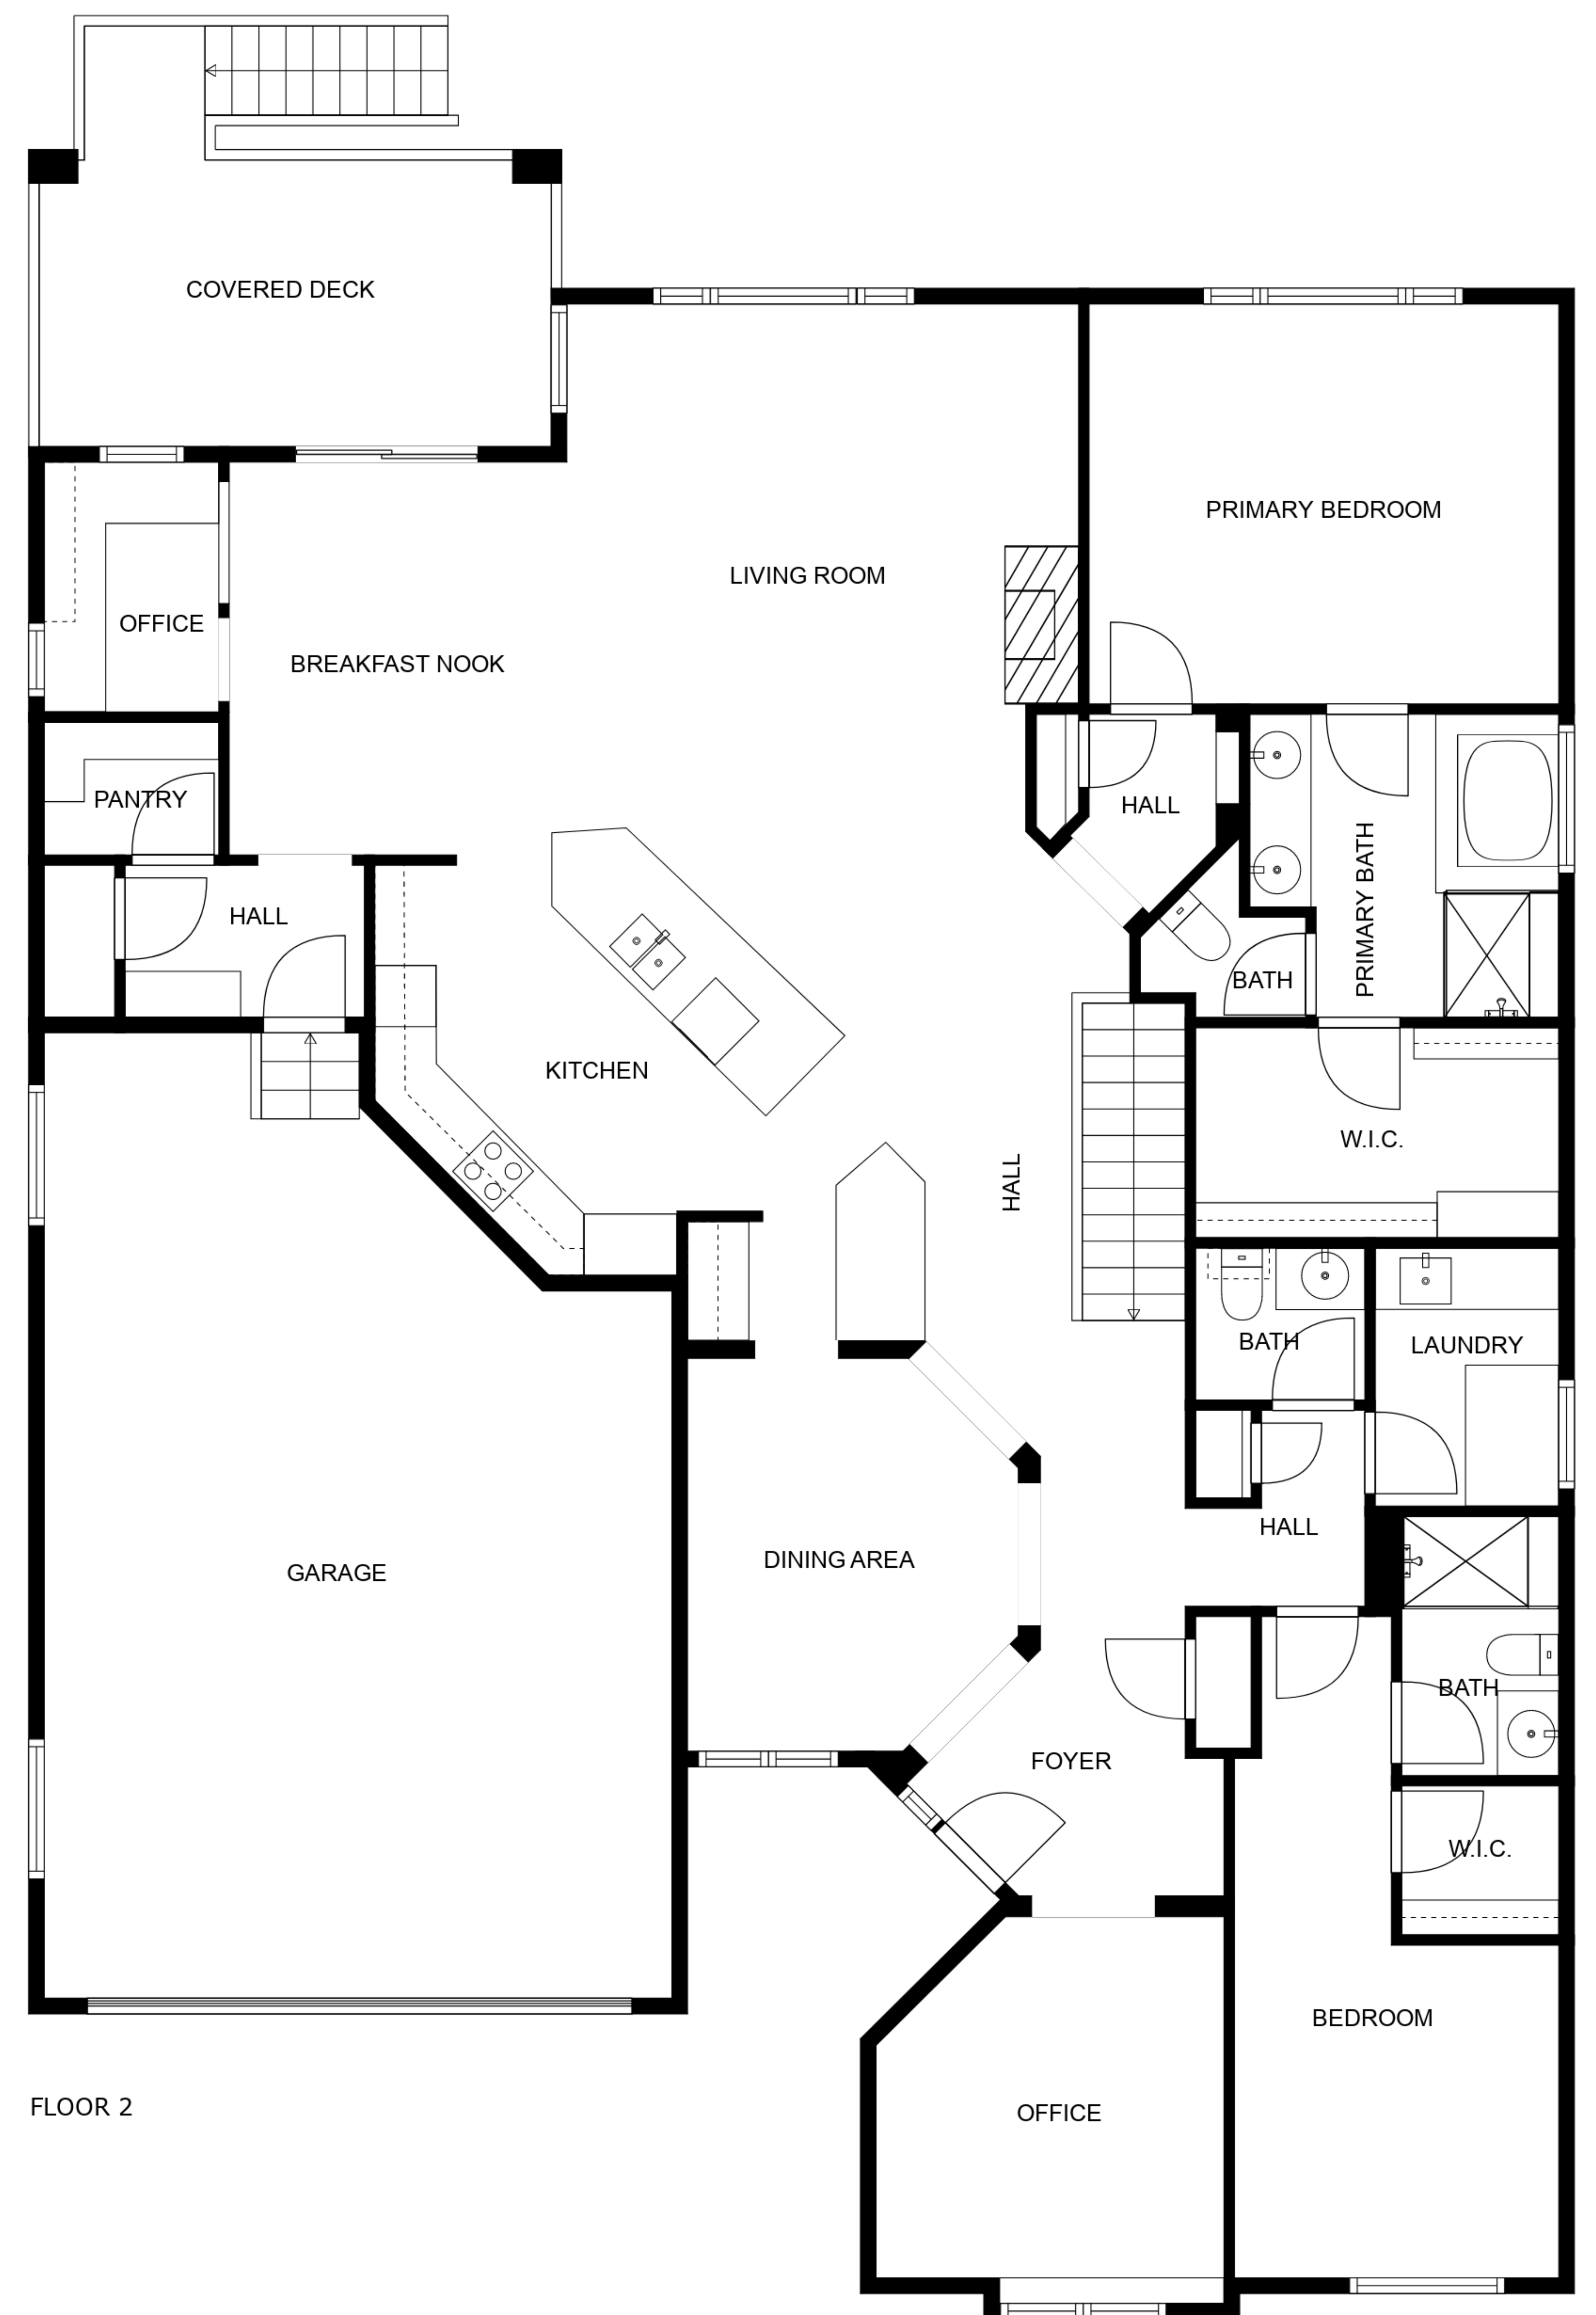 COVERED DECK
PRIMARY BEDROOM
LIVING ROOM
OFFICE
BREAKFAST NOOK
PANTRY
HALL
PRIMARY BATH
HALL
BATH
KITCHEN
W.I.C.
HALL
BATH
LAUNDRY
HALL
DINING AREA
GARAGE
BATH
FOYER
W.I.C.
BEDROOM
FLOOR 2
OFFICE